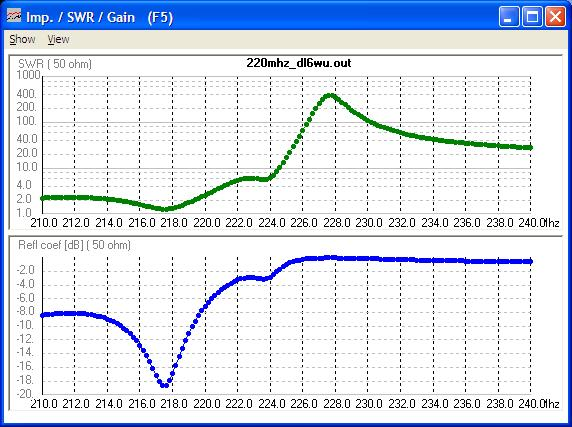 Imp. / SWR / Gain (F5)
Show View
SWR ( 50 ohm)
220mhz_dl6wu.out
1000
400.
200.
100.
40.0
20.0
10.0
4.0
2.0
1.0
210.0 212.0 214.0 216.0 218.0 220.0 222.0 224.0 226.0 228.0 230.0 232.0 234.0 236.0 238.0 240.0 hz
Refl coef [dB] ( 50 ohm)
-2.0
-4.0
-6.0
-8.0
-10.
-12.
-14.
-16.
-18.
-20.
210.0 212.0 214.0 216.0 218.0 220.0 222.0 224.0 226.0 228.0 230.0 232.0 234.0 236.0 238.0 240.0 hz